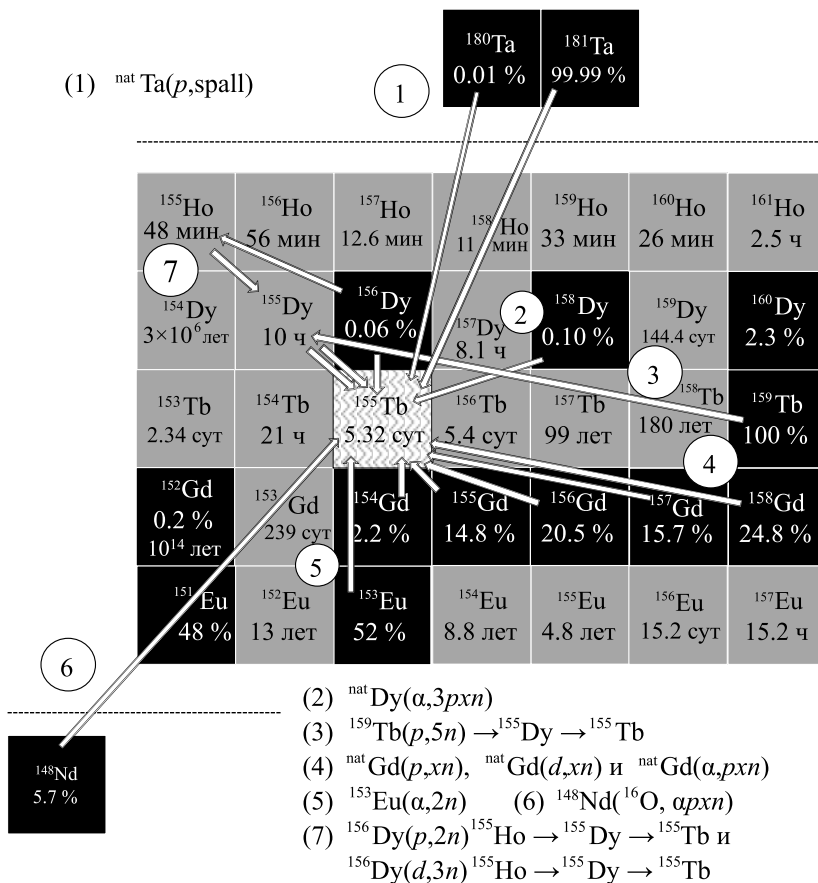 ¹⁸⁰Ta
0.01 %
¹⁸¹Ta
99.99 %
(1) ⁿᵃᵗTa(p,spall)
1
¹⁵⁵Ho
48 мин
¹⁵⁶Ho
56 мин
¹⁵⁷Ho
12.6 мин
¹⁵⁸Ho
11 мин
¹⁵⁹Ho
33 мин
¹⁶⁰Ho
26 мин
¹⁶¹Ho
2.5 ч
7
¹⁵⁴Dy
3×10⁶ лет
¹⁵⁵Dy
10 ч
¹⁵⁶Dy
0.06 %
¹⁵⁷Dy
8.1 ч
2
¹⁵⁸Dy
0.10 %
¹⁵⁹Dy
144.4 сут
¹⁶⁰Dy
2.3 %
3
¹⁵³Tb
2.34 сут
¹⁵⁴Tb
21 ч
¹⁵⁵Tb
5.32 сут
¹⁵⁶Tb
5.4 сут
¹⁵⁷Tb
99 лет
¹⁵⁸Tb
180 лет
¹⁵⁹Tb
100 %
4
¹⁵²Gd
0.2 %
10¹⁴ лет
¹⁵³Gd
239 сут
¹⁵⁴Gd
2.2 %
¹⁵⁵Gd
14.8 %
¹⁵⁶Gd
20.5 %
¹⁵⁷Gd
15.7 %
¹⁵⁸Gd
24.8 %
5
¹⁵¹Eu
48 %
¹⁵²Eu
13 лет
¹⁵³Eu
52 %
¹⁵⁴Eu
8.8 лет
¹⁵⁵Eu
4.8 лет
¹⁵⁶Eu
15.2 сут
¹⁵⁷Eu
15.2 ч
6
¹⁴⁸Nd
5.7 %
(2) ⁿᵃᵗDy(α,3pxn)
(3) ¹⁵⁹Tb(p,5n) →¹⁵⁵Dy →¹⁵⁵Tb
(4) ⁿᵃᵗGd(p,xn), ⁿᵃᵗGd(d,xn) и ⁿᵃᵗGd(α,pxn)
(5) ¹⁵³Eu(α,2n) (6) ¹⁴⁸Nd(¹⁶O, αpxn)
(7) ¹⁵⁶Dy(p,2n)¹⁵⁵Ho →¹⁵⁵Dy →¹⁵⁵Tb и
¹⁵⁶Dy(d,3n)¹⁵⁵Ho →¹⁵⁵Dy →¹⁵⁵Tb